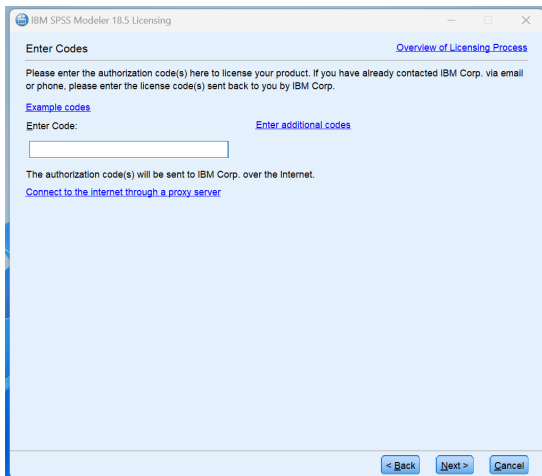 IBM SPSS Modeler 18.5 Licensing
Enter Codes
Overview of Licensing Process
Please enter the authorization code(s) here to license your product. If you have already contacted IBM Corp. via email
or phone, please enter the license code(s) sent back to you by IBM Corp.
Example codes
Enter Code:
Enter additional codes
The authorization code(s) will be sent to IBM Corp. over the Internet.
Connect to the internet through a proxy server
< Back
Next >
Cancel